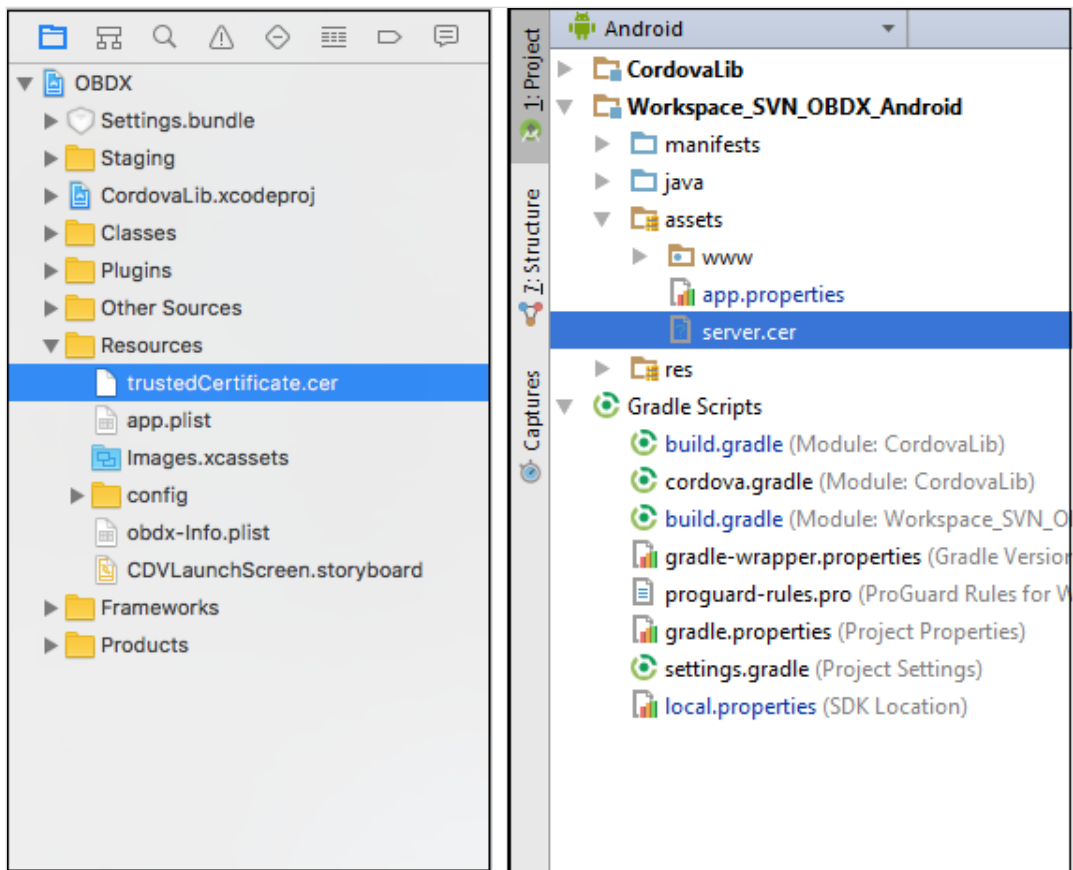 OBDX
Settings.bundle
Staging
CordovaLib.xcodeproj
Classes
Plugins
Other Sources
Resources
trustedCertificate.cer
app.plist
Images.xcassets
config
obdx-Info.plist
CDVLaunchScreen.storyboard
Frameworks
Products
1: Project
7: Structure
Captures
Android
CordovaLib
Workspace_SVN_OBDX_Android
manifests
java
assets
www
app.properties
server.cer
res
Gradle Scripts
build.gradle (Module: CordovaLib)
cordova.gradle (Module: CordovaLib)
build.gradle (Module: Workspace_SVN_O
gradle-wrapper.properties (Gradle Version
proguard-rules.pro (ProGuard Rules for W
gradle.properties (Project Properties)
settings.gradle (Project Settings)
local.properties (SDK Location)